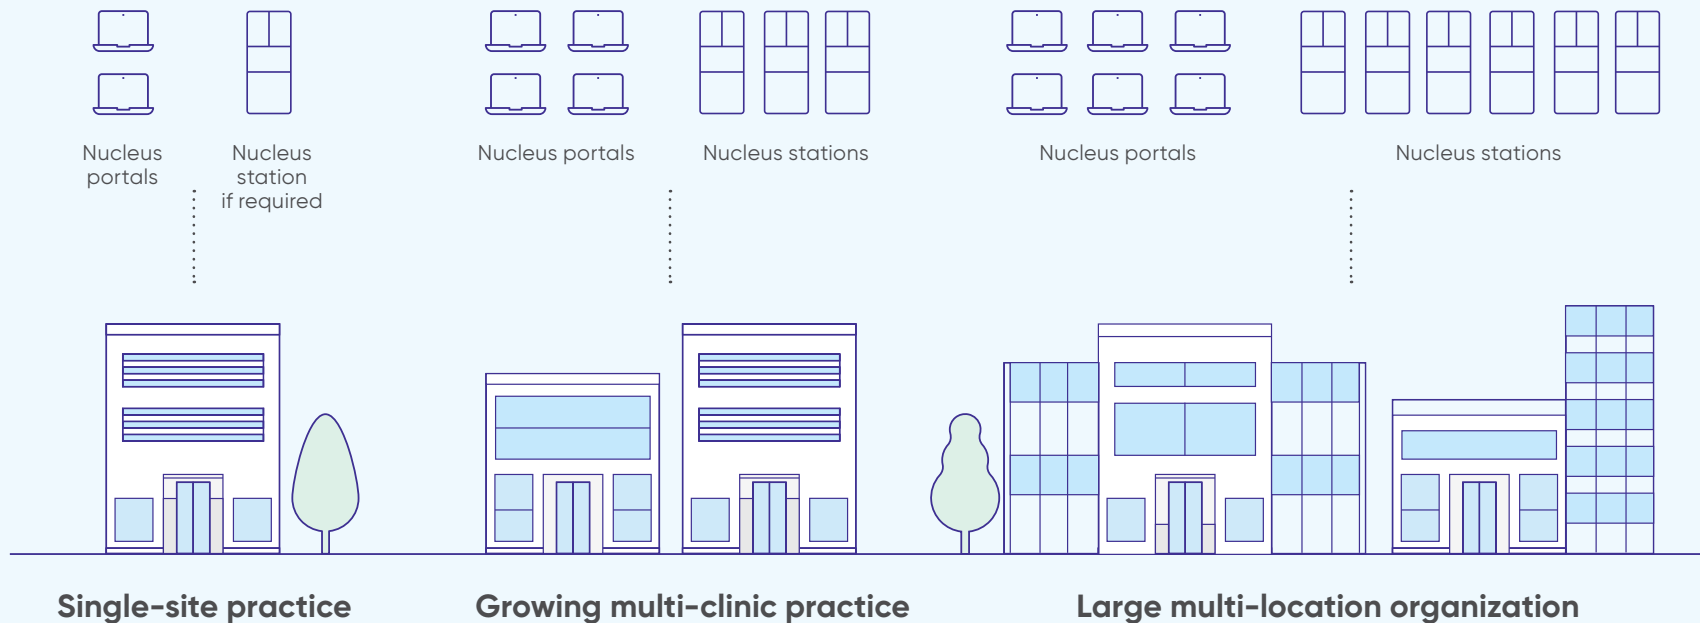 Nucleus
portals
Nucleus
station
if required
Nucleus portals
Nucleus stations
Nucleus portals
Nucleus stations
Single-site practice
Growing multi-clinic practice
Large multi-location organization